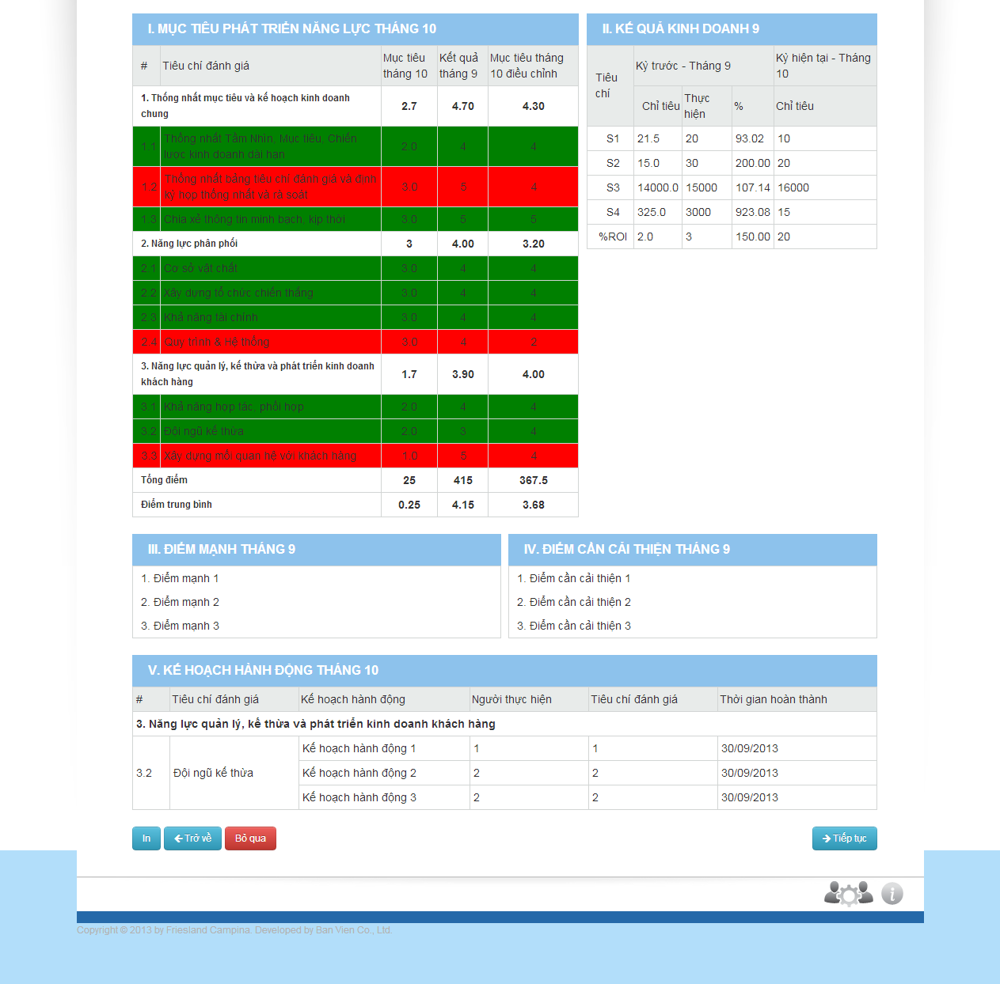 I. MỤC TIÊU PHÁT TRIỂN NĂNG LỰC THÁNG 10
# Tiêu chí đánh giá Mục tiêu tháng 10 Kết quả tháng 9 Mục tiêu tháng 10 điều chỉnh
1. Thống nhất mục tiêu và kế hoạch kinh doanh chung 2.7 4.70 4.30
1.1 Thống nhất Tầm Nhìn, Mục tiêu, Chiến lược kinh doanh dài hạn 2.0 4 4
1.2 Thống nhất bảng tiêu chí đánh giá và định kỳ họp thống nhất và rà soát 3.0 5 4
1.3 Chia xẻ thông tin minh bạch, kịp thời 3.0 5 5
2. Năng lực phân phối 3 4.00 3.20
2.1 Cơ sở vật chất 3.0 4 4
2.2 Xây dựng tổ chức chiến thắng 3.0 4 4
2.3 Khả năng tài chính 3.0 4 4
2.4 Quy trình & Hệ thống 3.0 4 2
3. Năng lực quản lý, kế thừa và phát triển kinh doanh khách hàng 1.7 3.90 4.00
3.1 Khả năng hợp tác, phối hợp 2.0 4 4
3.2 Đội ngũ kế thừa 2.0 3 4
3.3 Xây dựng mối quan hệ với khách hàng 1.0 5 4
Tổng điểm 25 415 367.5
Điểm trung bình 0.25 4.15 3.68
II. KẾ QUẢ KINH DOANH 9
Tiêu chí Kỳ trước - Tháng 9 Kỳ hiện tại - Tháng 10
Chỉ tiêu Thực hiện % Chỉ tiêu
S1 21.5 20 93.02 10
S2 15.0 30 200.00 20
S3 14000.0 15000 107.14 16000
S4 325.0 3000 923.08 15
%ROI 2.0 3 150.00 20
III. ĐIỂM MẠNH THÁNG 9
1. Điểm mạnh 1
2. Điểm mạnh 2
3. Điểm mạnh 3
IV. ĐIỂM CẦN CẢI THIỆN THÁNG 9
1. Điểm cần cải thiện 1
2. Điểm cần cải thiện 2
3. Điểm cần cải thiện 3
V. KẾ HOẠCH HÀNH ĐỘNG THÁNG 10
# Tiêu chí đánh giá Kế hoạch hành động Người thực hiện Tiêu chí đánh giá Thời gian hoàn thành
3. Năng lực quản lý, kế thừa và phát triển kinh doanh khách hàng
3.2 Đội ngũ kế thừa Kế hoạch hành động 1 1 1 30/09/2013
Kế hoạch hành động 2 2 2 30/09/2013
Kế hoạch hành động 3 2 2 30/09/2013
In Trở về Bỏ qua Tiếp tục
Copyright © 2013 by Friesland Campina. Developed by Ban Vien Co., Ltd.